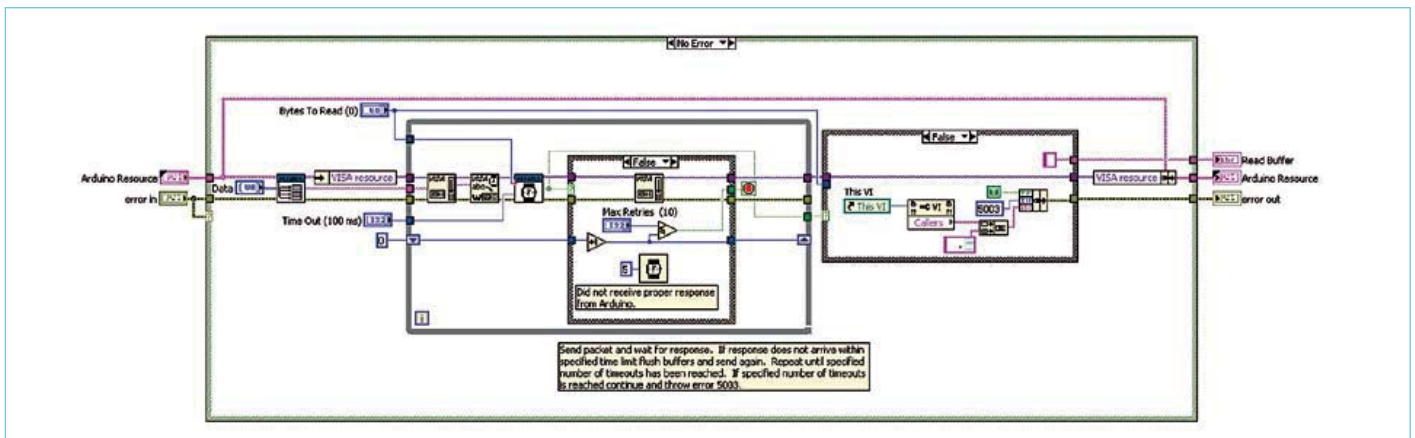 No Error
Bytes To Read (0)
False
False
Arduino Resource
Data
VISA resource
error in
Time Out (100 ms)
Max Retries (10)
0
5
Did not receive proper response
from Arduino.
i
This VI
This VI
VI
Callers
5003
VISA resource
Read Buffer
Arduino Resource
error out
Send packet and wait for response. If response does not arrive within
specified time limit flush buffers and send again. Repeat until specified
number of timeouts has been reached. If specified number of timeouts
is reached continue and throw error 5003.